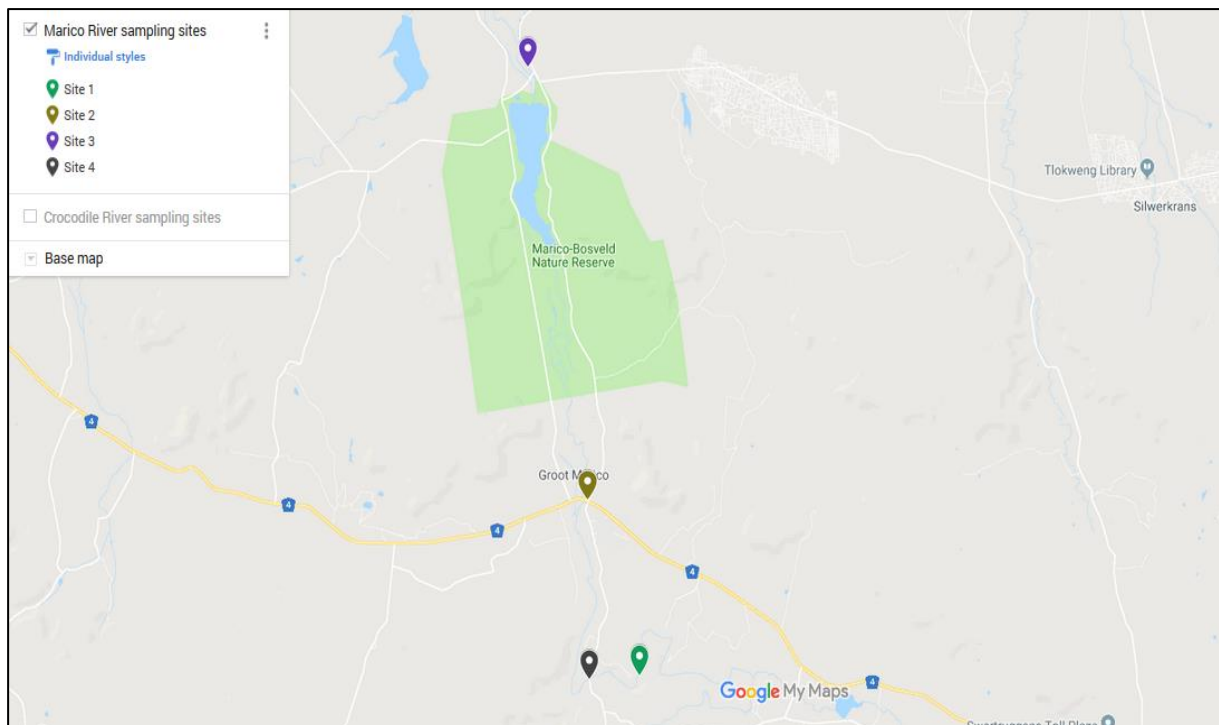 Marico River sampling sites
Individual styles
Site 1
Site 2
Site 3
Site 4
Crocodile River sampling sites
Base map
Tlokweng Library
Silwerkrans
Marico-Bosveld
Nature Reserve
4
Groot M
4
4
4
4
Google My Maps